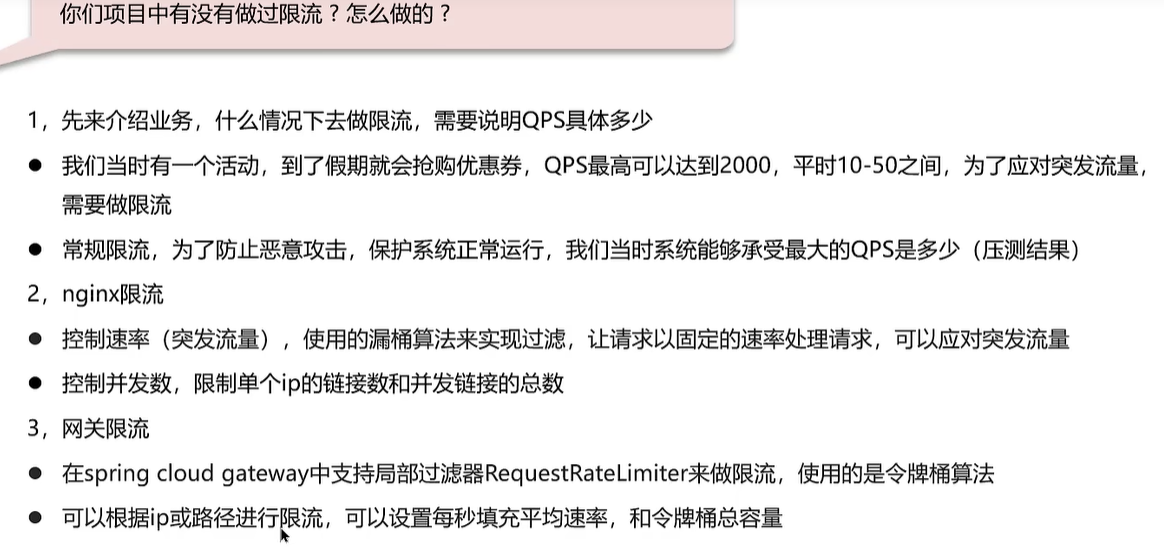 你们项目中有没有做过限流？怎么做的？
1，先来介绍业务，什么情况下去做限流，需要说明QPS具体多少
● 我们当时有一个活动，到了假期就会抢购优惠券，QPS最高可以达到2000，平时10-50之间，为了应对突发流量，
需要做限流
● 常规限流，为了防止恶意攻击，保护系统正常运行，我们当时系统能够承受最大的QPS是多少（压测结果）
2，nginx限流
● 控制速率（突发流量），使用的漏桶算法来实现过滤，让请求以固定的速率处理请求，可以应对突发流量
● 控制并发数，限制单个ip的链接数和并发链接的总数
3，网关限流
● 在spring cloud gateway中支持局部过滤器RequestRateLimiter来做限流，使用的是令牌桶算法
● 可以根据ip或路径进行限流，可以设置每秒填充平均速率，和令牌桶总容量